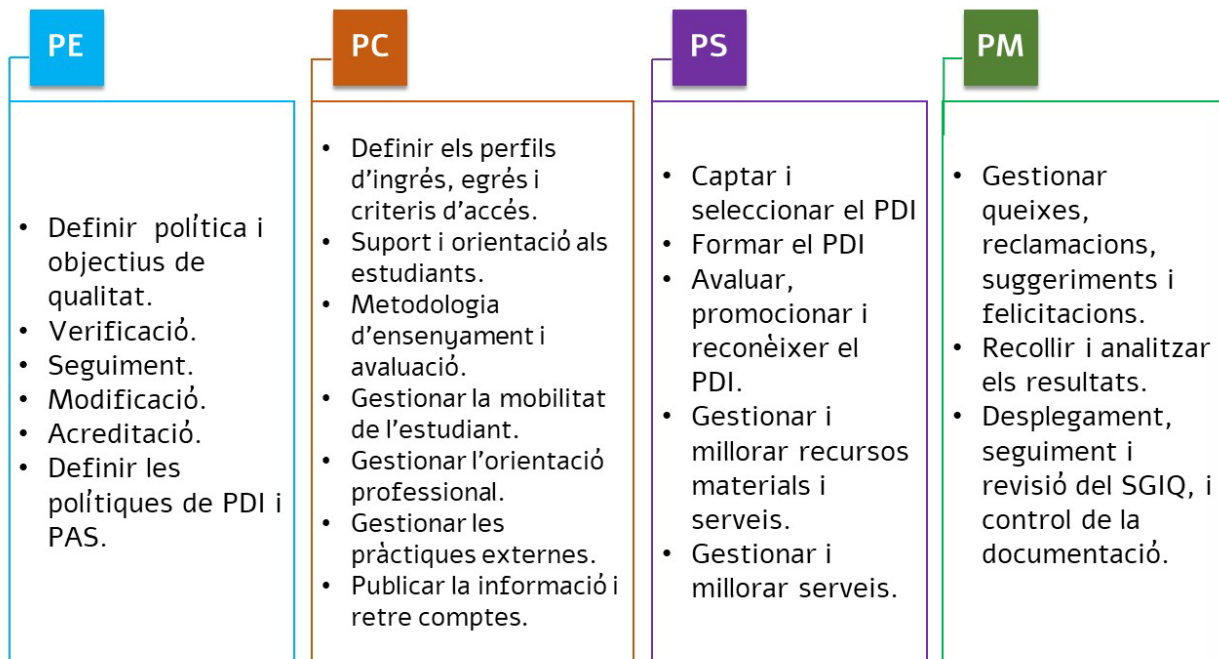 PE
• Definir política i
objectius de
qualitat.
• Verificació.
• Seguiment.
• Modificació.
• Acreditació.
• Definir les
polítiques de PDI i
PAS.
PC
• Definir els perfils
d'ingrés, egrés i
criteris d'accés.
• Suport i orientació als
estudiants.
• Metodologia
d'ensenyament i
avaluació.
• Gestionar la mobilitat
de l'estudiant.
• Gestionar l'orientació
professional.
• Gestionar les
pràctiques externes.
• Publicar la informació i
retre comptes.
PS
• Captar i
seleccionar el PDI
• Formar el PDI
• Avaluar,
promocionar i
reconèixer el
PDI.
• Gestionar i
millorar recursos
materials i
serveis.
• Gestionar i
millorar serveis.
PM
• Gestionar
queixes,
reclamacions,
suggeriments i
felicitacions.
• Recollir i analitzar
els resultats.
• Desplegament,
seguiment i
revisió del SGIQ, i
control de la
documentació.